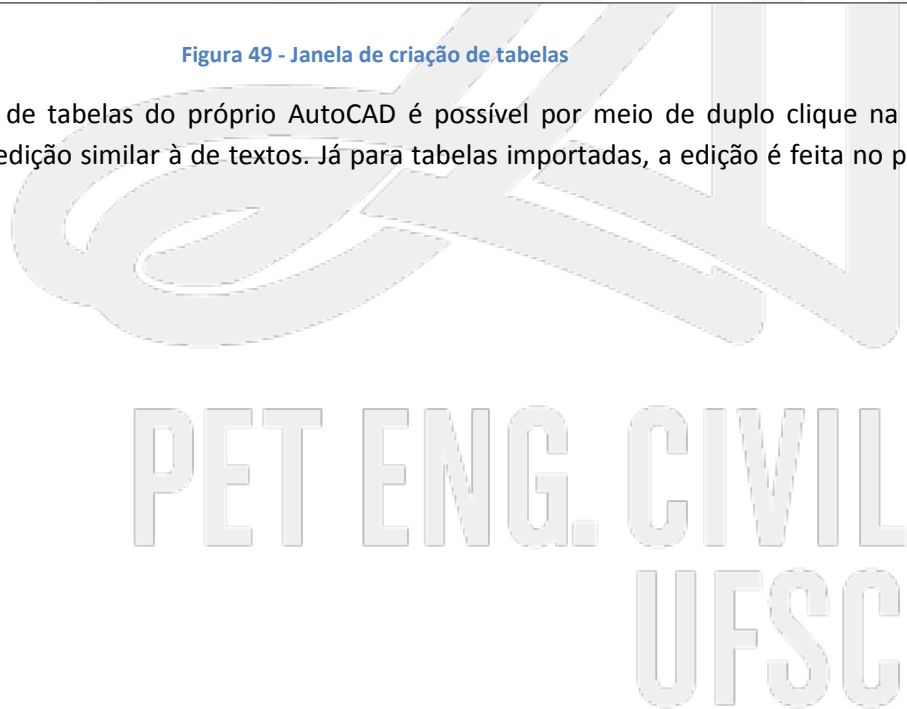 Figura 49 - Janela de criação de tabelas
de tabelas do próprio AutoCAD é possível por meio de duplo clique na
edição similar à de textos. Já para tabelas importadas, a edição é feita no p
PET ENG. CIVIL
UFSC